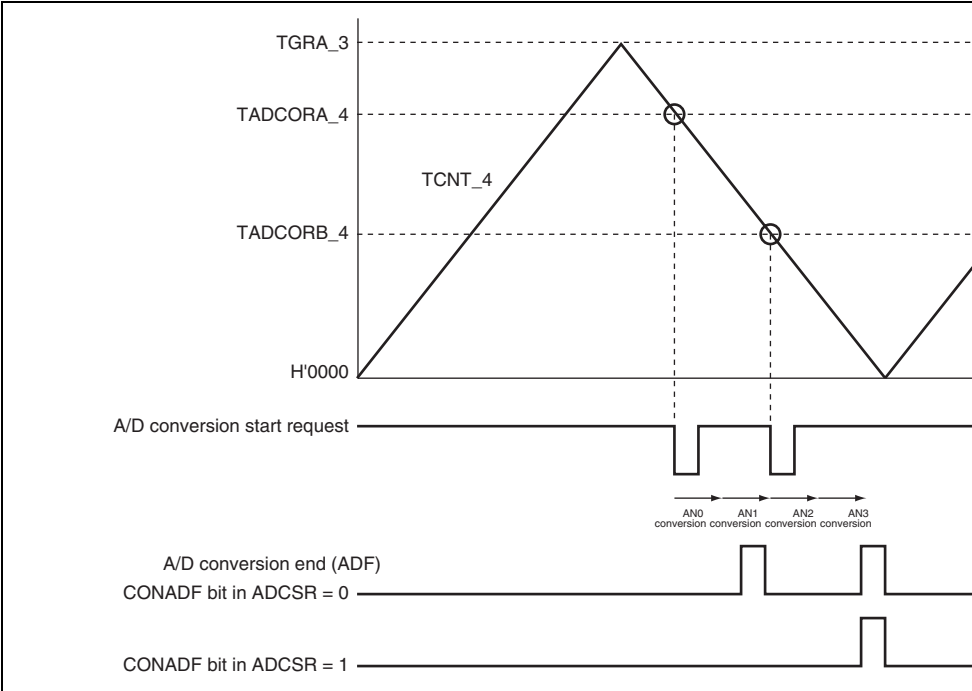 TGRA_3
TADCORA_4
TCNT_4
TADCORB_4
H'0000
A/D conversion start request
AN0 AN1 AN2 AN3
conversion conversion conversion conversion
A/D conversion end (ADF)
CONADF bit in ADCSR = 0
CONADF bit in ADCSR = 1